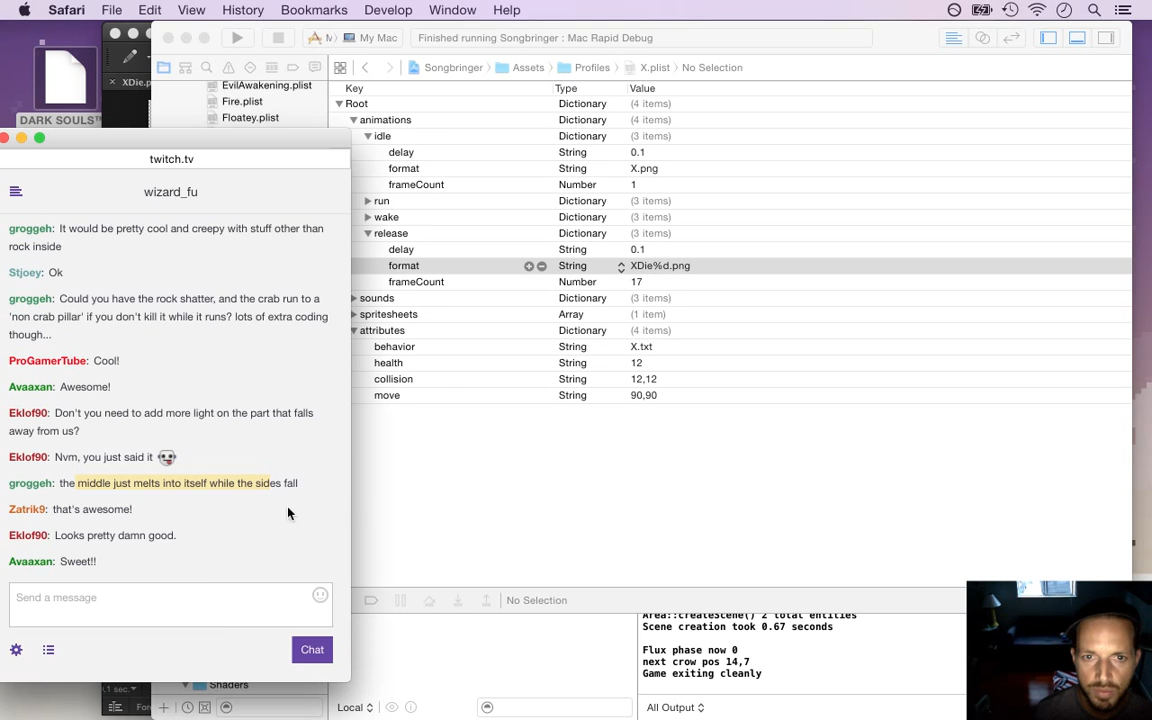 Safari File Edit View History Bookmarks Develop Window Help
My Mac
Finished running Songbringer : Mac Rapid Debug
Songbringer Assets Profiles X.plist No Selection
DARK SOULS™
EvilAwakening.plist
Fire.plist
Floatey.plist
Key Type Value
Root Dictionary (4 items)
animations Dictionary (4 items)
idle Dictionary (3 items)
delay String 0.1
format String X.png
frameCount Number 1
run Dictionary (3 items)
wake Dictionary (3 items)
release Dictionary (3 items)
delay String 0.1
format String XDie%d.png
frameCount Number 17
sounds Dictionary (3 items)
spritesheets Array (1 item)
attributes Dictionary (4 items)
behavior String X.txt
health String 12
collision String 12,12
move String 90,90
twitch.tv
wizard_fu
groggeh: It would be pretty cool and creepy with stuff other than
rock inside
Stjoey: Ok
groggeh: Could you have the rock shatter, and the crab run to a
'non crab pillar' if you don't kill it while it runs? lots of extra coding
though...
ProGamerTube: Cool!
Avaaxan: Awesome!
Eklof90: Don't you need to add more light on the part that falls
away from us?
Eklof90: Nvm, you just said it
groggeh: the middle just melts into itself while the sides fall
Zatrik9: that's awesome!
Eklof90: Looks pretty damn good.
Avaaxan: Sweet!!
Send a message
Chat
No Selection
Area::createScene() 2 total entities
Scene creation took 0.67 seconds
Flux phase now 0
next crow pos 14,7
Game exiting cleanly
Shaders
Local
All Output